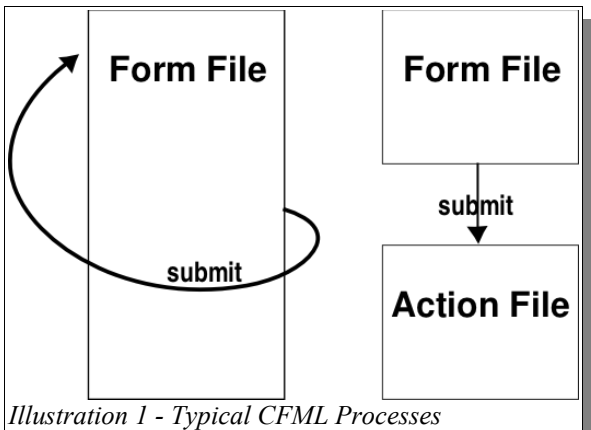 Form File
submit
Form File
submit
Action File
Illustration 1 - Typical CFML Processes